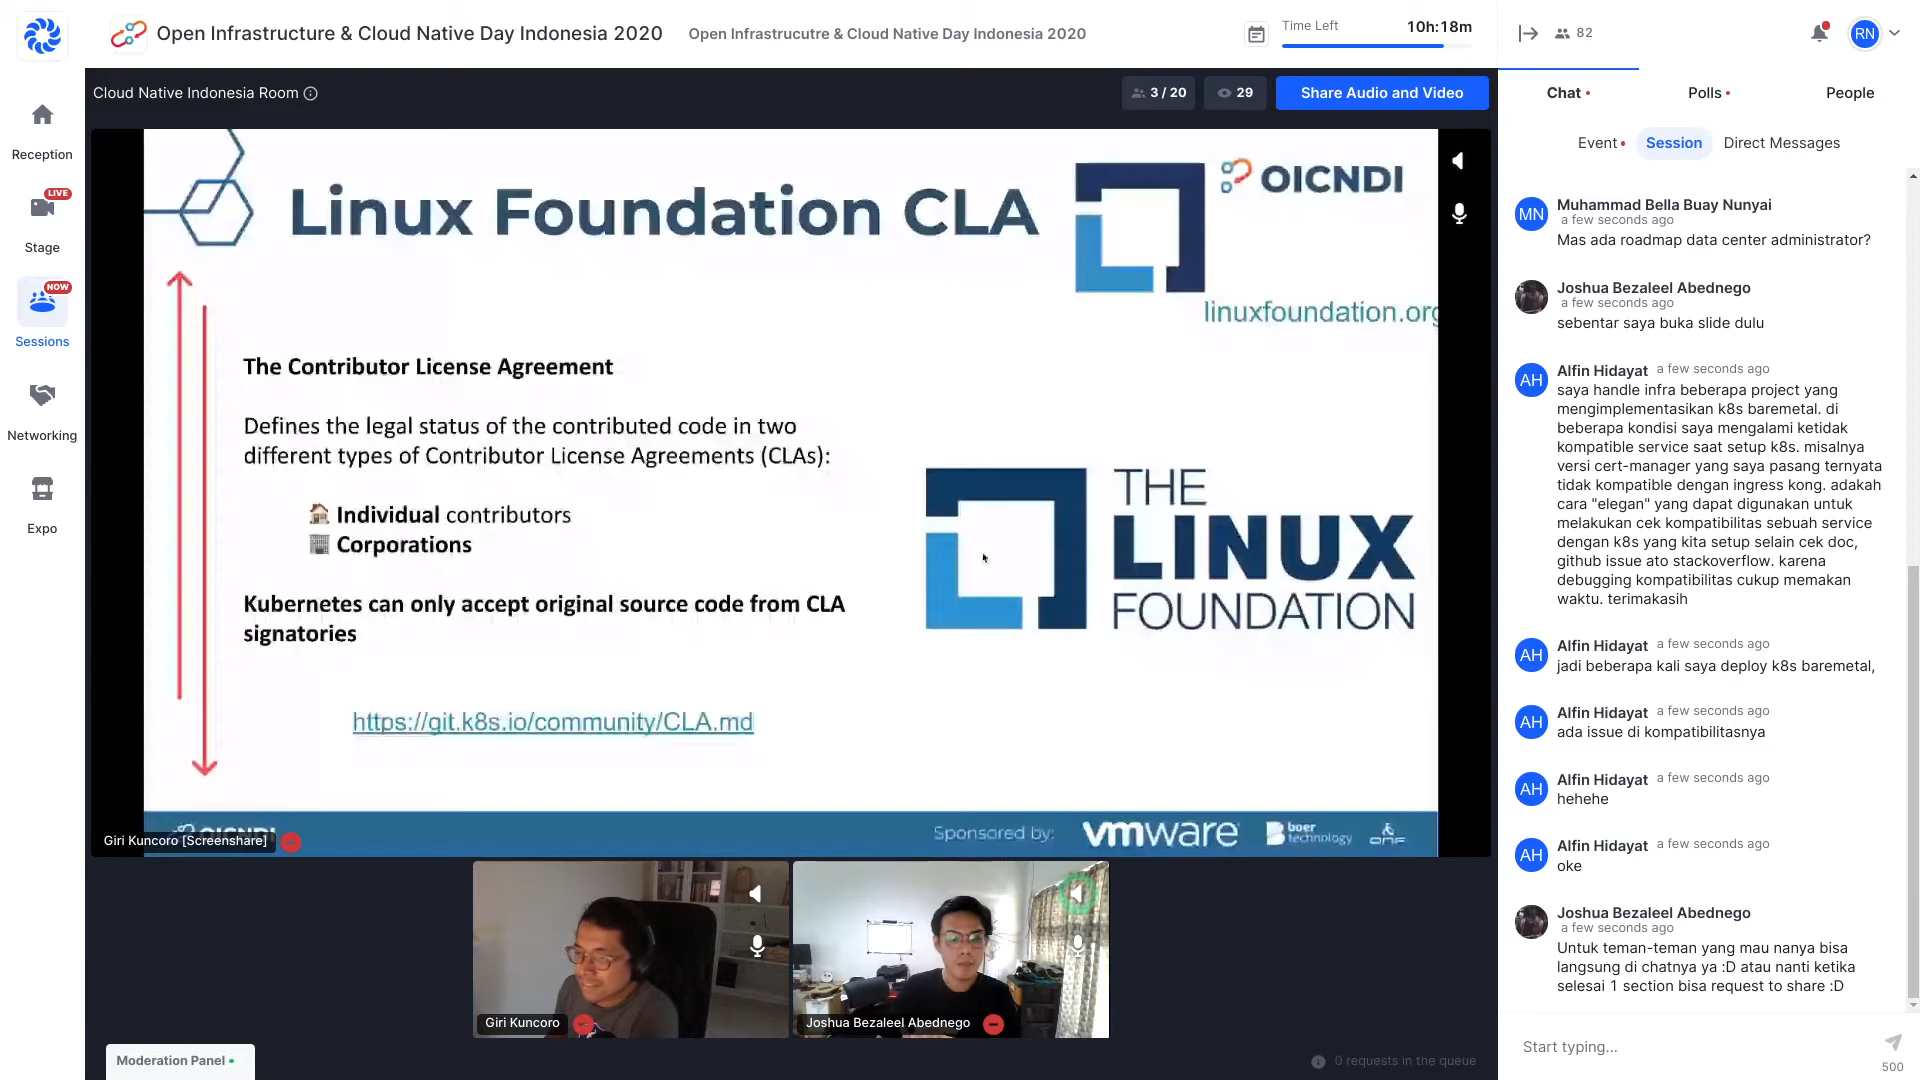 Open Infrastructure & Cloud Native Day Indonesia 2020
Open Infrastrucutre & Cloud Native Day Indonesia 2020
Time Left
10h:18m
82
RN
Reception
LIVE
Stage
NOW
Sessions
Networking
Expo
Cloud Native Indonesia Room
3 / 20
29
Share Audio and Video
Linux Foundation CLA
OICNDI
linuxfoundation.org
The Contributor License Agreement
Defines the legal status of the contributed code in two
different types of Contributor License Agreements (CLAs):
Individual contributors
Corporations
Kubernetes can only accept original source code from CLA
signatories
https://git.k8s.io/community/CLA.md
THE
LINUX
FOUNDATION
OICNDI
Giri Kuncoro [Screenshare]
Sponsored by:
vmware
boer
technology
ONF
Giri Kuncoro
Joshua Bezaleel Abednego
Moderation Panel
0 requests in the queue
Chat
Polls
People
Event
Session
Direct Messages
MN
Muhammad Bella Buay Nunyai
a few seconds ago
Mas ada roadmap data center administrator?
Joshua Bezaleel Abednego
a few seconds ago
sebentar saya buka slide dulu
AH
Alfin Hidayat a few seconds ago
saya handle infra beberapa project yang
mengimplementasikan k8s baremetal. di
beberapa kondisi saya mengalami ketidak
kompatible service saat setup k8s. misalnya
versi cert-manager yang saya pasang ternyata
tidak kompatible dengan ingress kong. adakah
cara "elegan" yang dapat digunakan untuk
melakukan cek kompatibilitas sebuah service
dengan k8s yang kita setup selain cek doc,
github issue ato stackoverflow. karena
debugging kompatibilitas cukup memakan
waktu. terimakasih
AH
Alfin Hidayat a few seconds ago
jadi beberapa kali saya deploy k8s baremetal,
AH
Alfin Hidayat a few seconds ago
ada issue di kompatibilitasnya
AH
Alfin Hidayat a few seconds ago
hehehe
AH
Alfin Hidayat a few seconds ago
oke
Joshua Bezaleel Abednego
a few seconds ago
Untuk teman-teman yang mau nanya bisa
langsung di chatnya ya :D atau nanti ketika
selesai 1 section bisa request to share :D
Start typing...
500